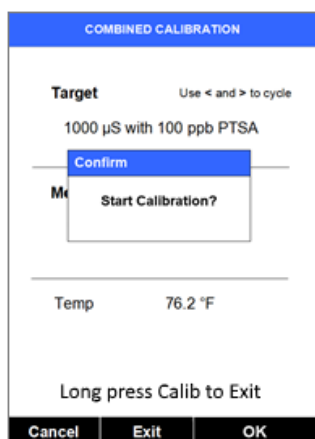 COMBINED CALIBRATION
Target Use < and > to cycle
1000 µS with 100 ppb PTSA
Confirm
Start Calibration?
Temp 76.2 °F
Long press Calib to Exit
Cancel Exit OK